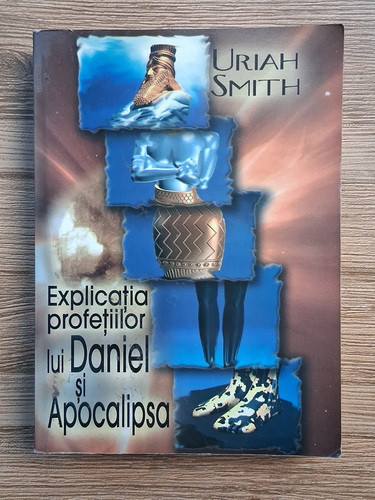 URIAH
SMITH
Explicația
profețiilor
lui Daniel
și
Apocalipsa